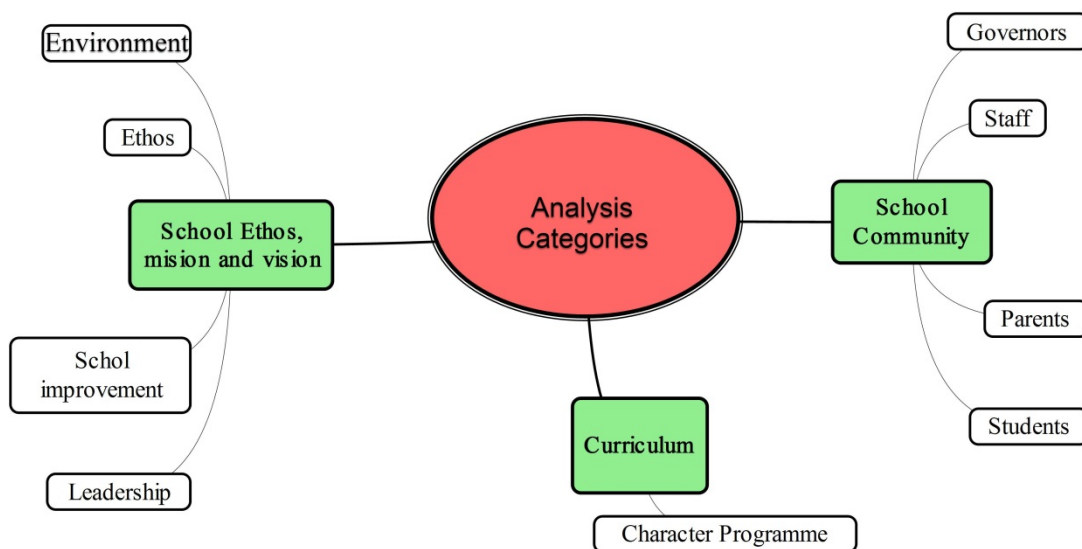 Environment
Ethos
School Ethos,
mision and vision
Schol
improvement
Leadership
Analysis
Categories
Curriculum
Character Programme
Governors
Staff
School
Community
Parents
Students